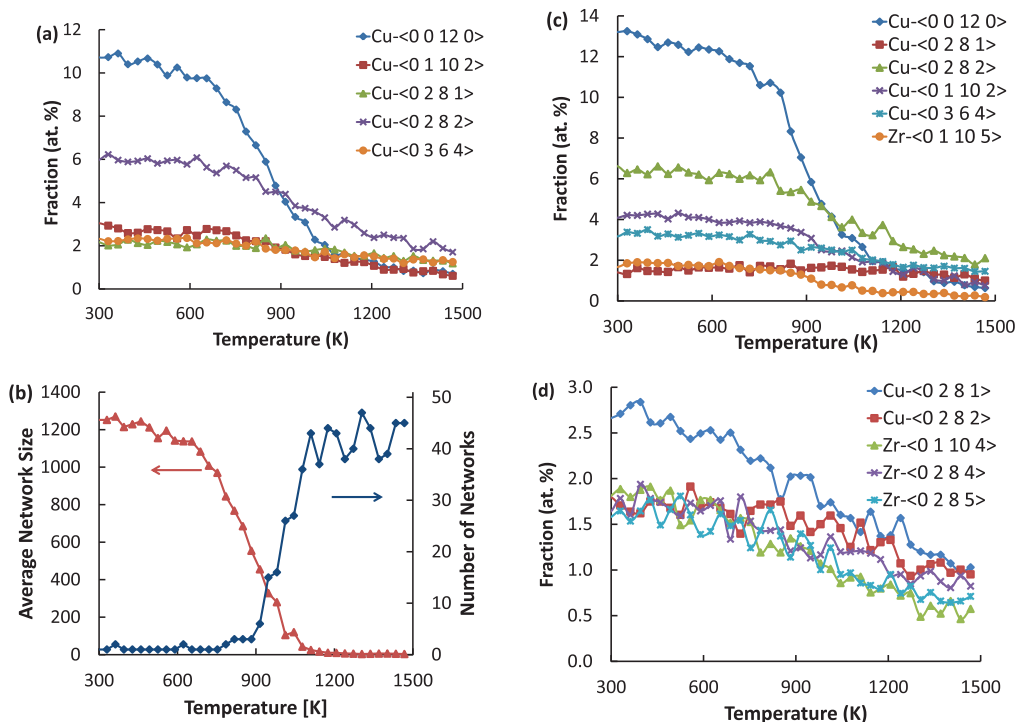 (a)
Cu-<0 0 12 0>
Cu-<0 1 10 2>
Cu-<0 2 8 1>
Cu-<0 2 8 2>
Cu-<0 3 6 4>
12
10
8
6
4
2
0
Fraction (at. %)
300 600 900 1200 1500
Temperature (K)
(c)
Cu-<0 0 12 0>
Cu-<0 2 8 1>
Cu-<0 2 8 2>
Cu-<0 1 10 2>
Cu-<0 3 6 4>
Zr-<0 1 10 5>
14
12
10
8
6
4
2
0
Fraction (at. %)
300 600 900 1200 1500
Temperature (K)
(b)
1400
1200
1000
800
600
400
200
0
Average Network Size
50
40
30
20
10
0
Number of Networks
300 600 900 1200 1500
Temperature [K]
(d)
Cu-<0 2 8 1>
Cu-<0 2 8 2>
Zr-<0 1 10 4>
Zr-<0 2 8 4>
Zr-<0 2 8 5>
3.0
2.5
2.0
1.5
1.0
0.5
0.0
Fraction (at. %)
300 600 900 1200 1500
Temperature (K)